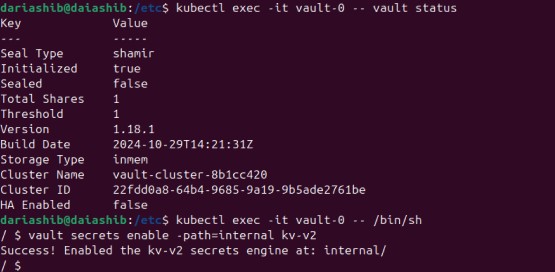 dariashib@daiashib:/etc$ kubectl exec -it vault-0 -- vault status
Key             Value
---             -----
Seal Type       shamir
Initialized     true
Sealed          false
Total Shares    1
Threshold       1
Version         1.18.1
Build Date      2024-10-29T14:21:31Z
Storage Type    inmem
Cluster Name    vault-cluster-8b1cc420
Cluster ID      22fdd0a8-64b4-9685-9a19-9b5ade2761be
HA Enabled      false
dariashib@daiashib:/etc$ kubectl exec -it vault-0 -- /bin/sh
/ $ vault secrets enable -path=internal kv-v2
Success! Enabled the kv-v2 secrets engine at: internal/
/ $